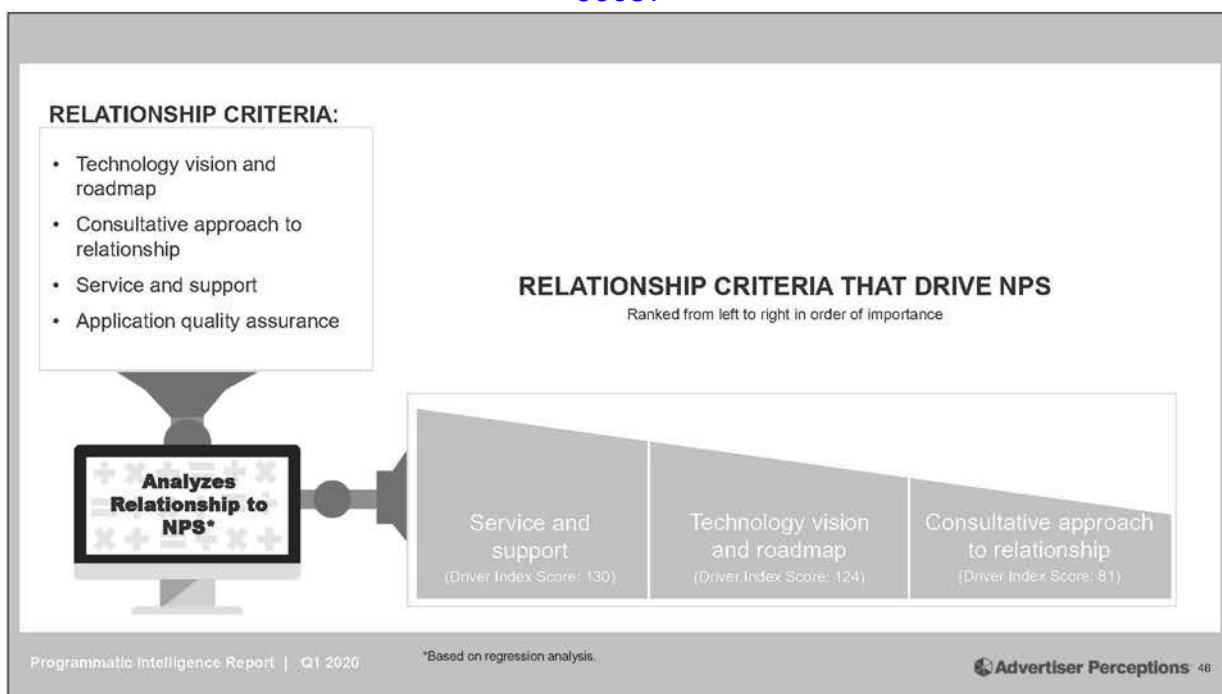 RELATIONSHIP CRITERIA:
• Technology vision and
roadmap
• Consultative approach to
relationship
• Service and support
• Application quality assurance
RELATIONSHIP CRITERIA THAT DRIVE NPS
Ranked from left to right in order of importance
Analyzes
Relationship to
NPS*
Service and
support
(Driver Index Score: 130)
Technology vision
and roadmap
(Driver Index Score: 124)
Consultative approach
to relationship
(Driver Index Score: 81)
Programmatic Intelligence Report | Q1 2020
*Based on regression analysis.
Advertiser Perceptions 46